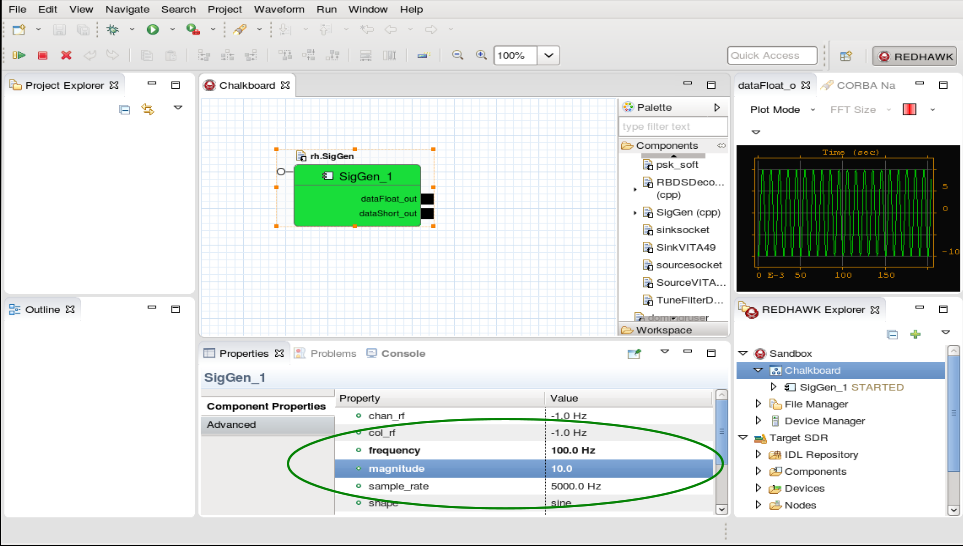 File Edit View Navigate Search Project Waveform Run Window Help
100%
Quick Access
REDHAWK
Project Explorer
Outline
Chalkboard
rh.SigGen
SigGen_1
dataFloat_out
dataShort_out
Palette
type filter text
Components
psk_soft
RBDSDeco...
(cpp)
SigGen (cpp)
sinksocket
SinkVITA49
sourcesocket
SourceVITA...
TuneFilterD...
Workspace
Properties Problems Console
SigGen_1
Component Properties
Advanced
Property Value
chan_rf -1.0 Hz
col_rf -1.0 Hz
frequency 100.0 Hz
magnitude 10.0
sample_rate 5000.0 Hz
shape sine
dataFloat_o CORBA Na
Plot Mode FFT Size
Time (sec)
5
0
-10
0 E-3 50 100 150
REDHAWK Explorer
Sandbox
Chalkboard
SigGen_1 STARTED
File Manager
Device Manager
Target SDR
IDL Repository
Components
Devices
Nodes